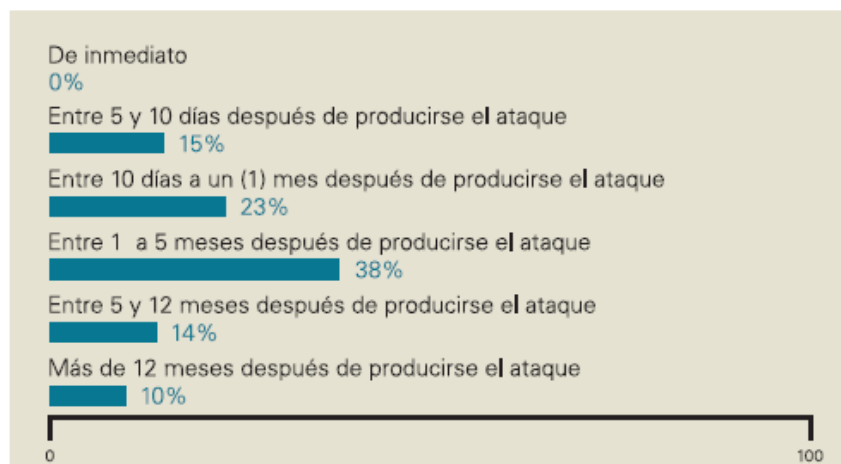 De inmediato
0%
Entre 5 y 10 días después de producirse el ataque
15%
Entre 10 días a un (1) mes después de producirse el ataque
23%
Entre 1 a 5 meses después de producirse el ataque
38%
Entre 5 y 12 meses después de producirse el ataque
14%
Más de 12 meses después de producirse el ataque
10%
0 100